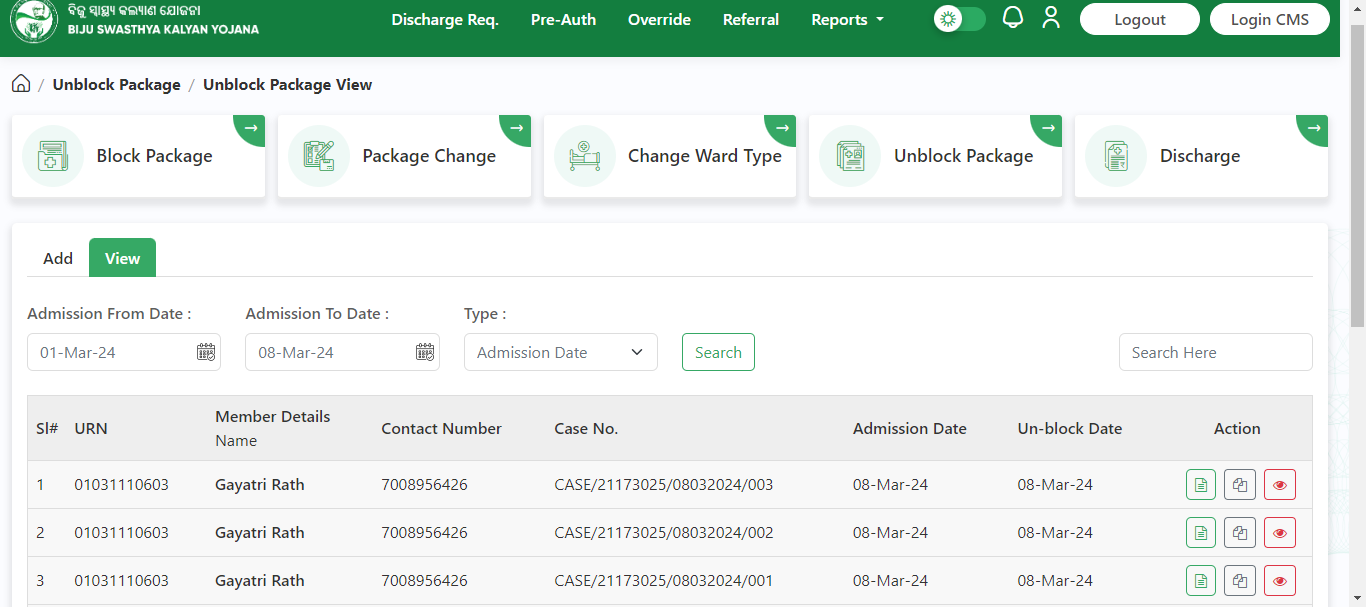 ବିଜୁ ସ୍ୱାସ୍ଥ୍ୟ କଲ୍ୟାଣ ଯୋଜନା
BIJU SWASTHYA KALYAN YOJANA
Discharge Req. Pre-Auth Override Referral Reports Logout Login CMS
/ Unblock Package / Unblock Package View
Block Package Package Change Change Ward Type Unblock Package Discharge
Add View
Admission From Date : Admission To Date : Type :
01-Mar-24 08-Mar-24 Admission Date Search Search Here
Sl# URN Member Details Name Contact Number Case No. Admission Date Un-block Date Action
1 01031110603 Gayatri Rath 7008956426 CASE/21173025/08032024/003 08-Mar-24 08-Mar-24
2 01031110603 Gayatri Rath 7008956426 CASE/21173025/08032024/002 08-Mar-24 08-Mar-24
3 01031110603 Gayatri Rath 7008956426 CASE/21173025/08032024/001 08-Mar-24 08-Mar-24